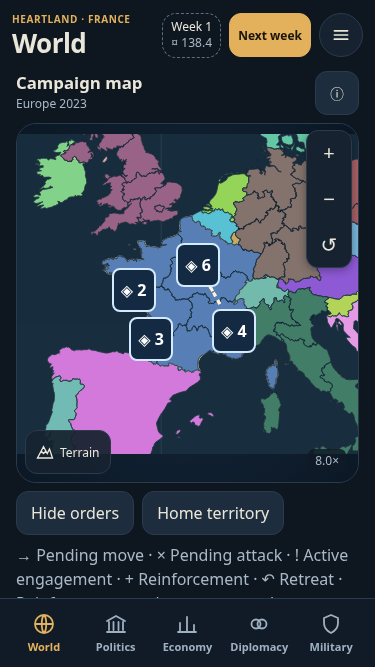 HEARTLAND · FRANCE
World
Week 1
¤ 138.4
Next week
Campaign map
Europe 2023
+
−
↺
◈ 6
◈ 2
◈ 4
◈ 3
Terrain
8.0×
Hide orders
Home territory
→ Pending move · × Pending attack · ! Active
engagement · + Reinforcement · ↶ Retreat ·
World
Politics
Economy
Diplomacy
Military